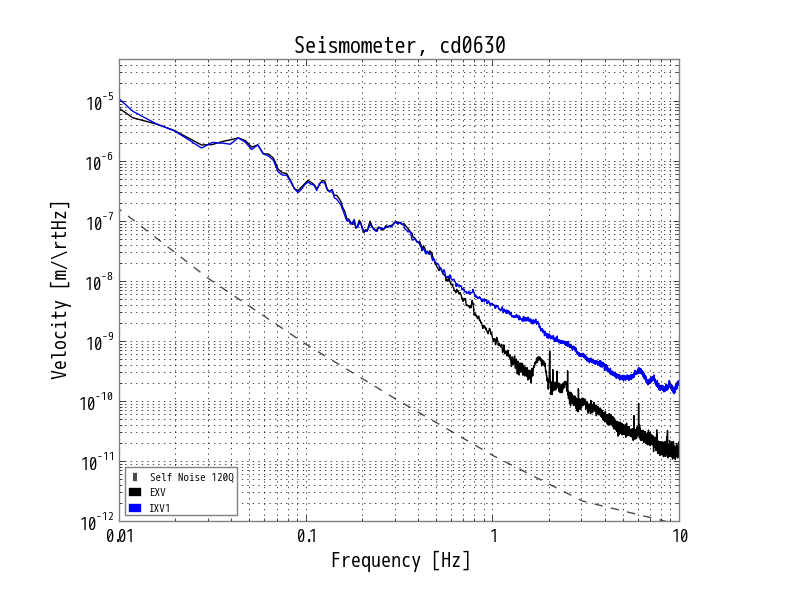 Seismometer, cd0630
Velocity [m/\rtHz]
10-5
10-6
10-7
10-8
10-9
10-10
10-11
10-12
Self Noise 120Q
EXV
IXV1
0.01 0.1 1 10
Frequency [Hz]